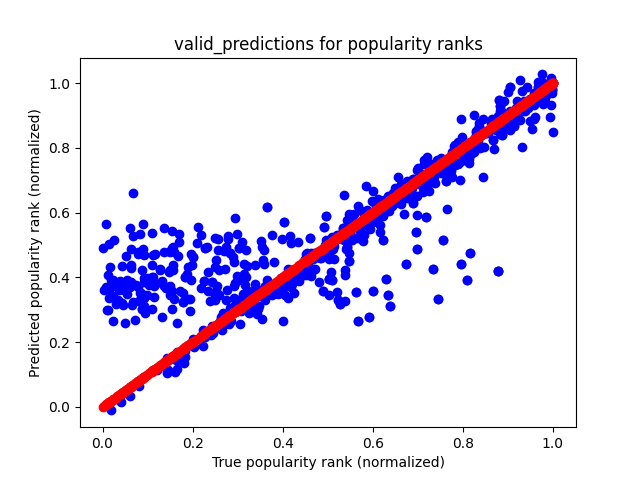 valid_predictions for popularity ranks
Predicted popularity rank (normalized)
1.0
0.8
0.6
0.4
0.2
0.0
0.0 0.2 0.4 0.6 0.8 1.0
True popularity rank (normalized)